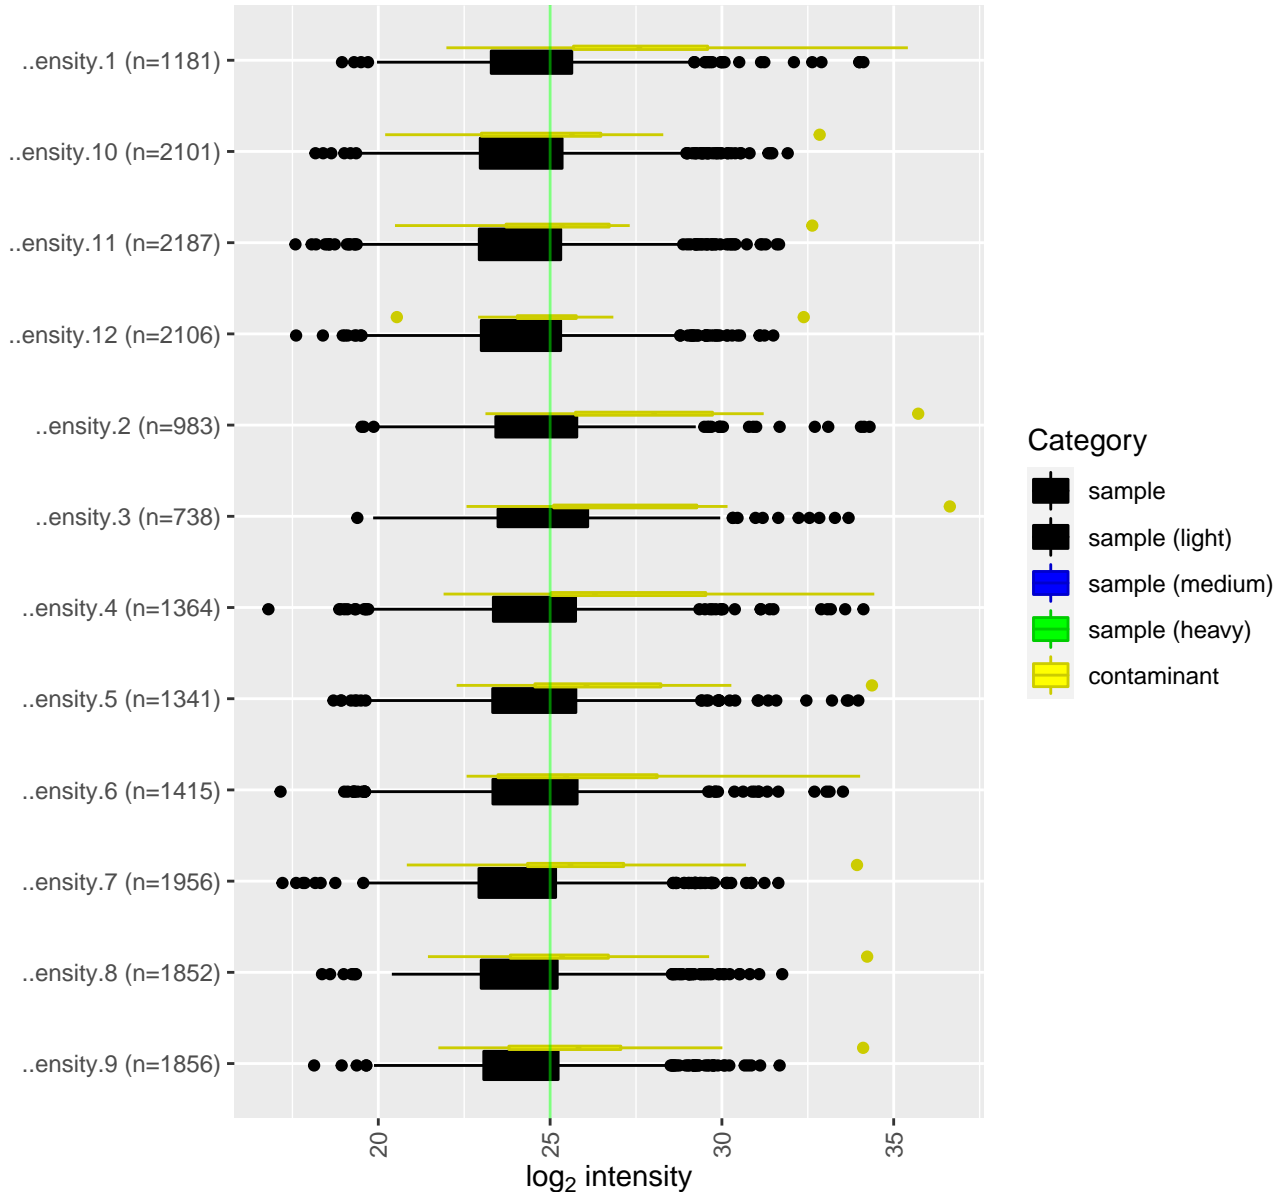 ..ensity.1 (n=1181)
..ensity.10 (n=2101)
..ensity.11 (n=2187)
..ensity.12 (n=2106)
..ensity.2 (n=983)
..ensity.3 (n=738)
..ensity.4 (n=1364)
..ensity.5 (n=1341)
..ensity.6 (n=1415)
..ensity.7 (n=1956)
..ensity.8 (n=1852)
..ensity.9 (n=1856)
20 25 30 35
log₂ intensity
Category
sample
sample (light)
sample (medium)
sample (heavy)
contaminant